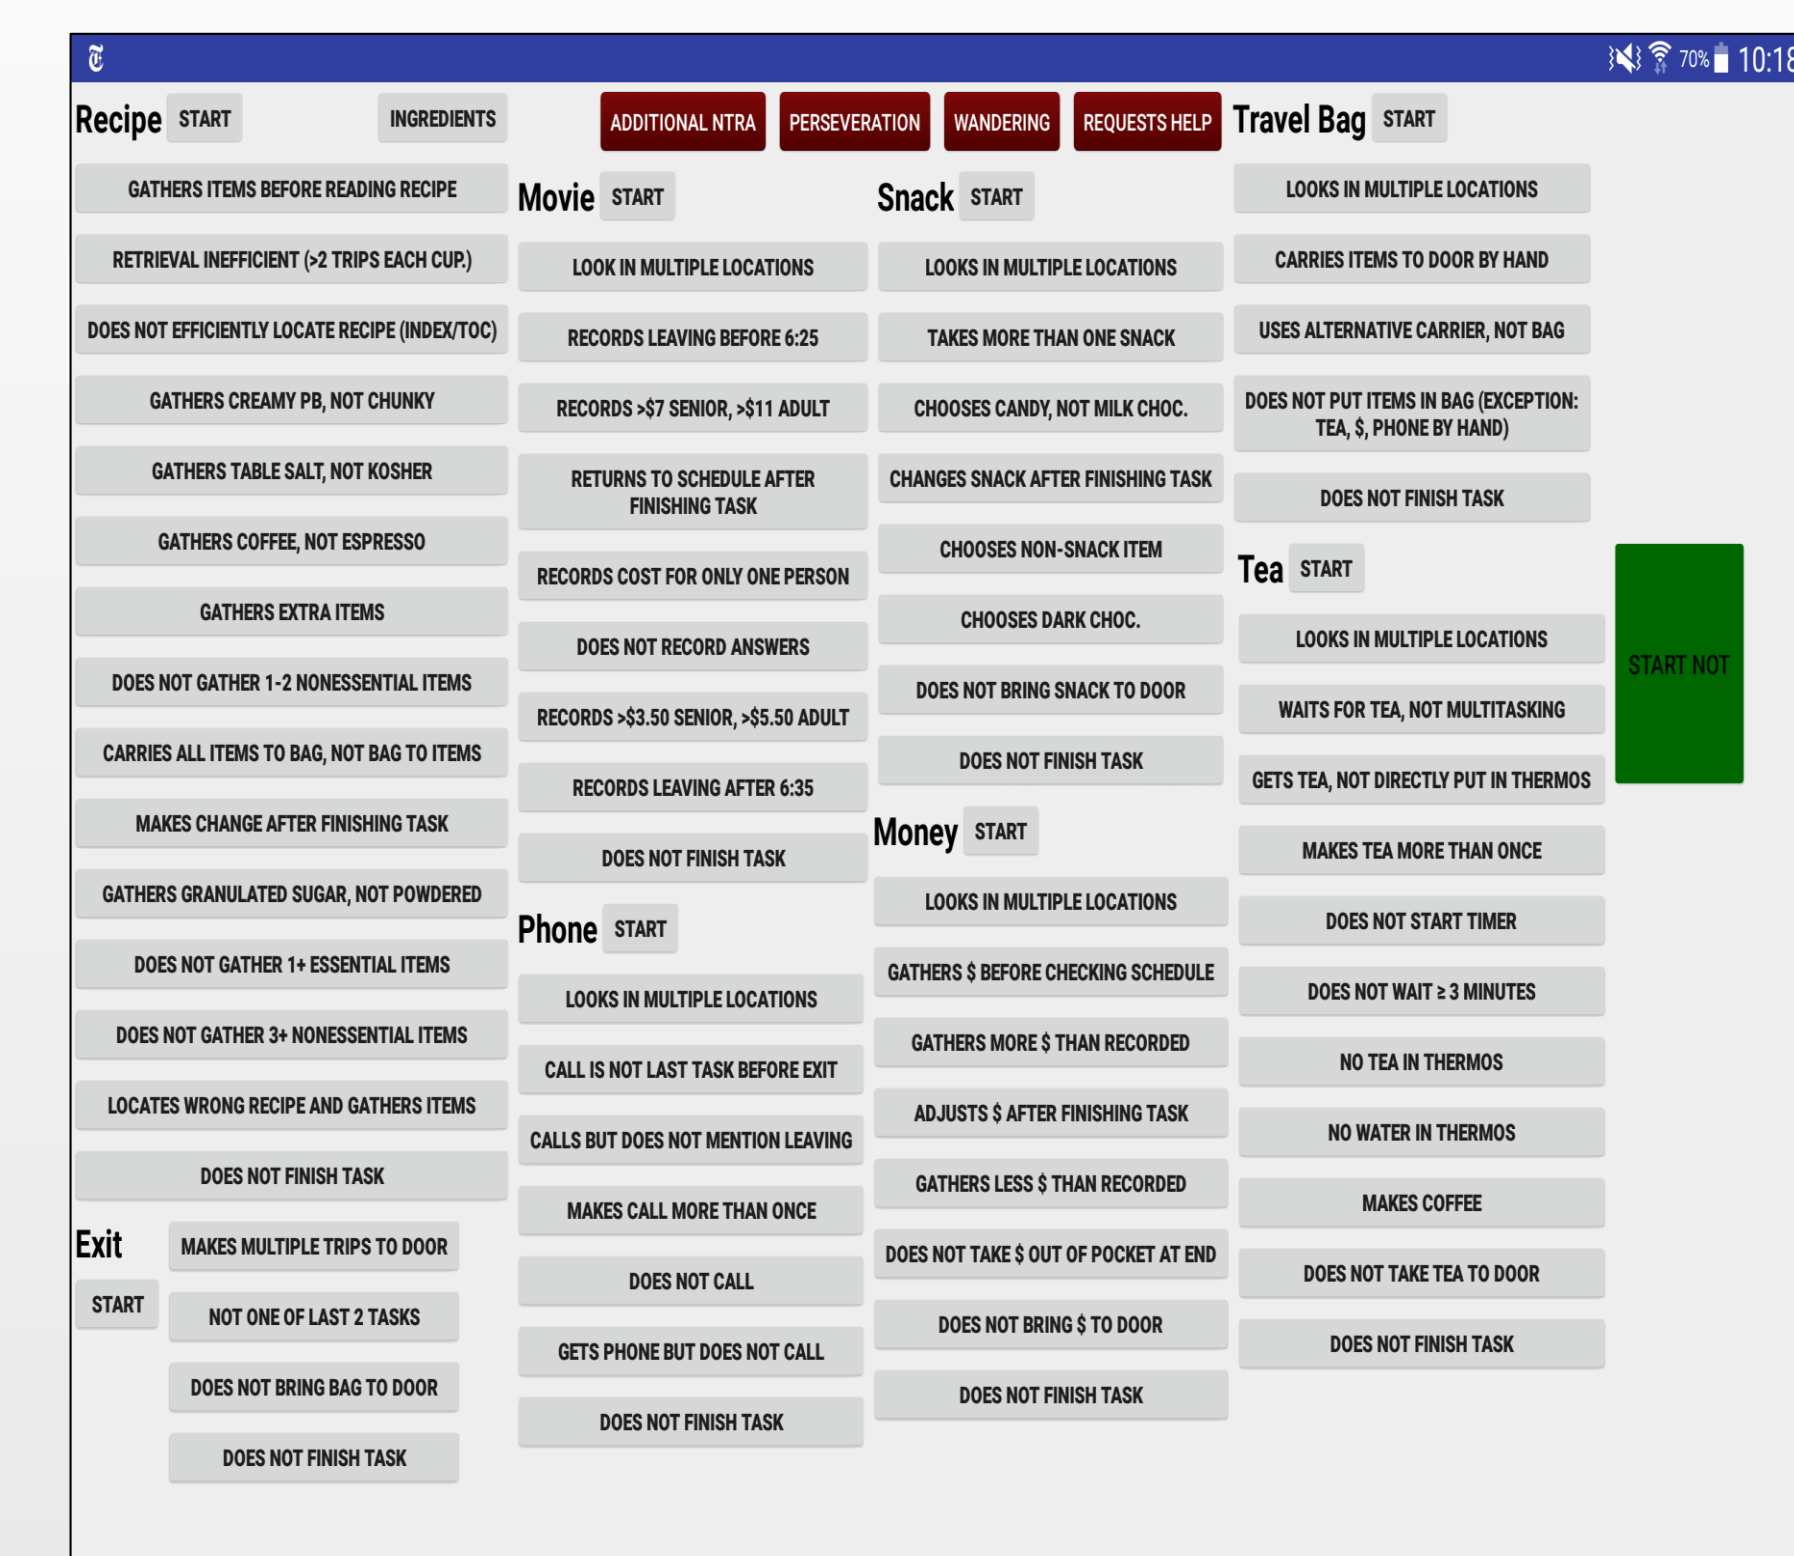 70% 10:18
Recipe START INGREDIENTS
GATHERS ITEMS BEFORE READING RECIPE
RETRIEVAL INEFFICIENT (>2 TRIPS EACH CUP.)
DOES NOT EFFICIENTLY LOCATE RECIPE (INDEX/TOC)
GATHERS CREAMY PB, NOT CHUNKY
GATHERS TABLE SALT, NOT KOSHER
GATHERS COFFEE, NOT ESPRESSO
GATHERS EXTRA ITEMS
DOES NOT GATHER 1-2 NONESSENTIAL ITEMS
CARRIES ALL ITEMS TO BAG, NOT BAG TO ITEMS
MAKES CHANGE AFTER FINISHING TASK
GATHERS GRANULATED SUGAR, NOT POWDERED
DOES NOT GATHER 1+ ESSENTIAL ITEMS
DOES NOT GATHER 3+ NONESSENTIAL ITEMS
LOCATES WRONG RECIPE AND GATHERS ITEMS
DOES NOT FINISH TASK
Exit
START
MAKES MULTIPLE TRIPS TO DOOR
NOT ONE OF LAST 2 TASKS
DOES NOT BRING BAG TO DOOR
DOES NOT FINISH TASK
ADDITIONAL NTRA PERSEVERATION WANDERING REQUESTS HELP
Movie START
LOOK IN MULTIPLE LOCATIONS
RECORDS LEAVING BEFORE 6:25
RECORDS >$7 SENIOR, >$11 ADULT
RETURNS TO SCHEDULE AFTER
FINISHING TASK
RECORDS COST FOR ONLY ONE PERSON
DOES NOT RECORD ANSWERS
RECORDS >$3.50 SENIOR, >$5.50 ADULT
RECORDS LEAVING AFTER 6:35
DOES NOT FINISH TASK
Phone START
LOOKS IN MULTIPLE LOCATIONS
CALL IS NOT LAST TASK BEFORE EXIT
CALLS BUT DOES NOT MENTION LEAVING
MAKES CALL MORE THAN ONCE
DOES NOT CALL
GETS PHONE BUT DOES NOT CALL
DOES NOT FINISH TASK
Snack START
LOOKS IN MULTIPLE LOCATIONS
TAKES MORE THAN ONE SNACK
CHOOSES CANDY, NOT MILK CHOC.
CHANGES SNACK AFTER FINISHING TASK
CHOOSES NON-SNACK ITEM
CHOOSES DARK CHOC.
DOES NOT BRING SNACK TO DOOR
DOES NOT FINISH TASK
Money START
LOOKS IN MULTIPLE LOCATIONS
GATHERS $ BEFORE CHECKING SCHEDULE
GATHERS MORE $ THAN RECORDED
ADJUSTS $ AFTER FINISHING TASK
GATHERS LESS $ THAN RECORDED
DOES NOT TAKE $ OUT OF POCKET AT END
DOES NOT BRING $ TO DOOR
DOES NOT FINISH TASK
Travel Bag START
LOOKS IN MULTIPLE LOCATIONS
CARRIES ITEMS TO DOOR BY HAND
USES ALTERNATIVE CARRIER, NOT BAG
DOES NOT PUT ITEMS IN BAG (EXCEPTION:
TEA, $, PHONE BY HAND)
DOES NOT FINISH TASK
Tea START
LOOKS IN MULTIPLE LOCATIONS
WAITS FOR TEA, NOT MULTITASKING
GETS TEA, NOT DIRECTLY PUT IN THERMOS
MAKES TEA MORE THAN ONCE
DOES NOT START TIMER
DOES NOT WAIT ≥ 3 MINUTES
NO TEA IN THERMOS
NO WATER IN THERMOS
MAKES COFFEE
DOES NOT TAKE TEA TO DOOR
DOES NOT FINISH TASK
START NOT